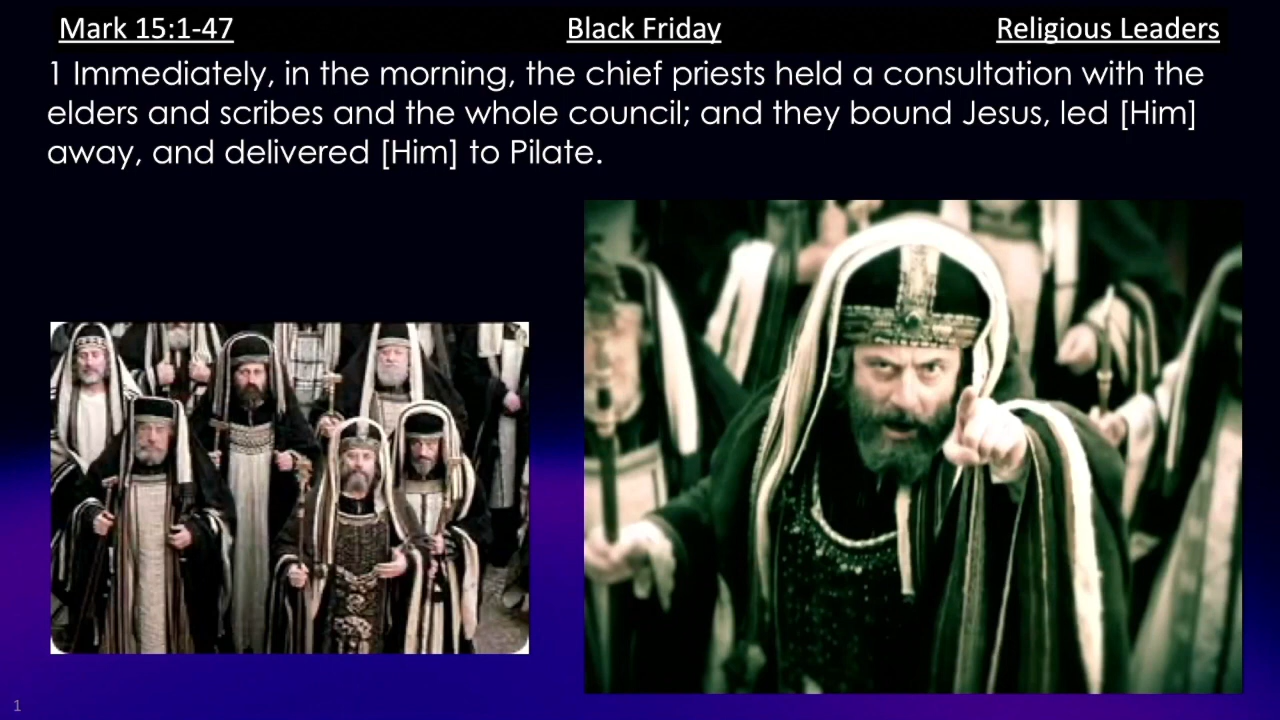 Mark 15:1-47 Black Friday Religious Leaders
1 Immediately, in the morning, the chief priests held a consultation with the
elders and scribes and the whole council; and they bound Jesus, led [Him]
away, and delivered [Him] to Pilate.
1